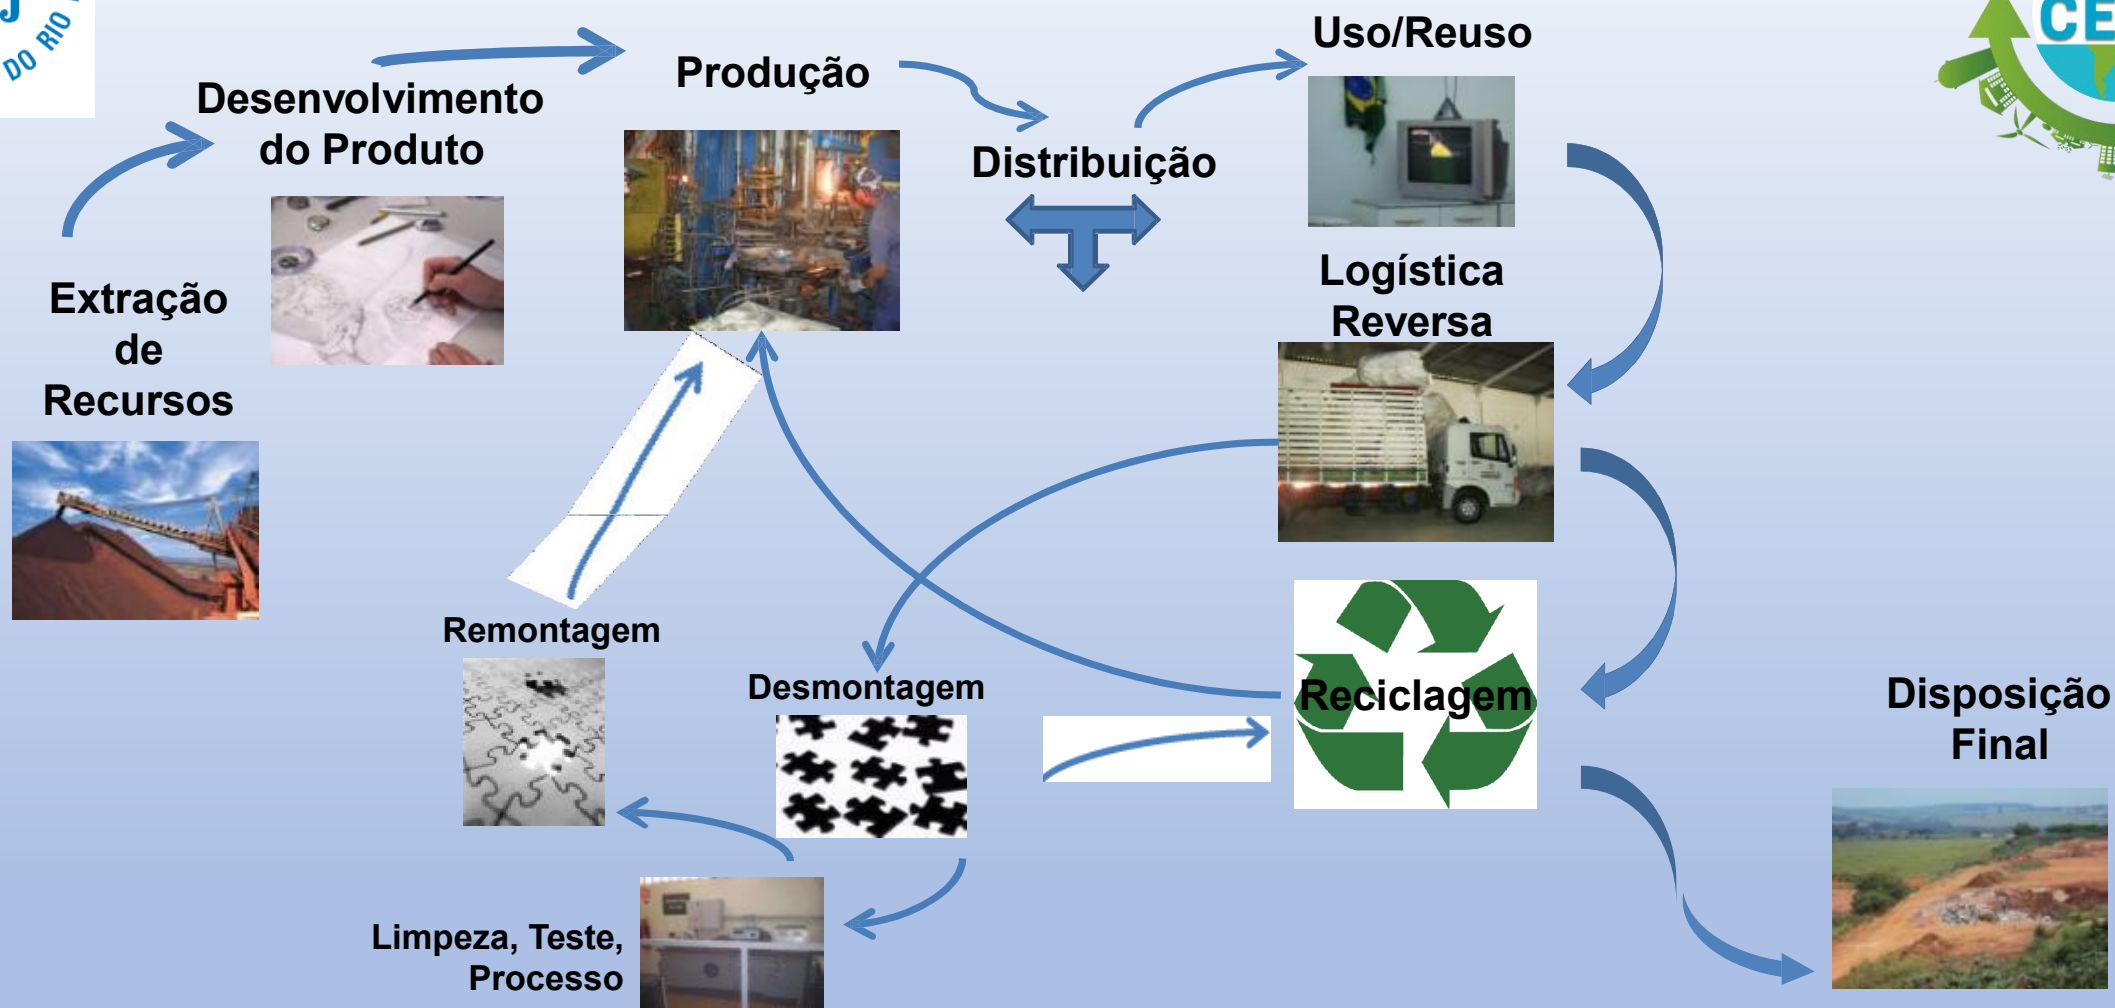 DO RIO
Desenvolvimento
do Produto
Produção
Distribuição
Uso/Reuso
Extração
de
Recursos
Logística
Reversa
Remontagem
Desmontagem
Reciclagem
Disposição
Final
Limpeza, Teste,
Processo